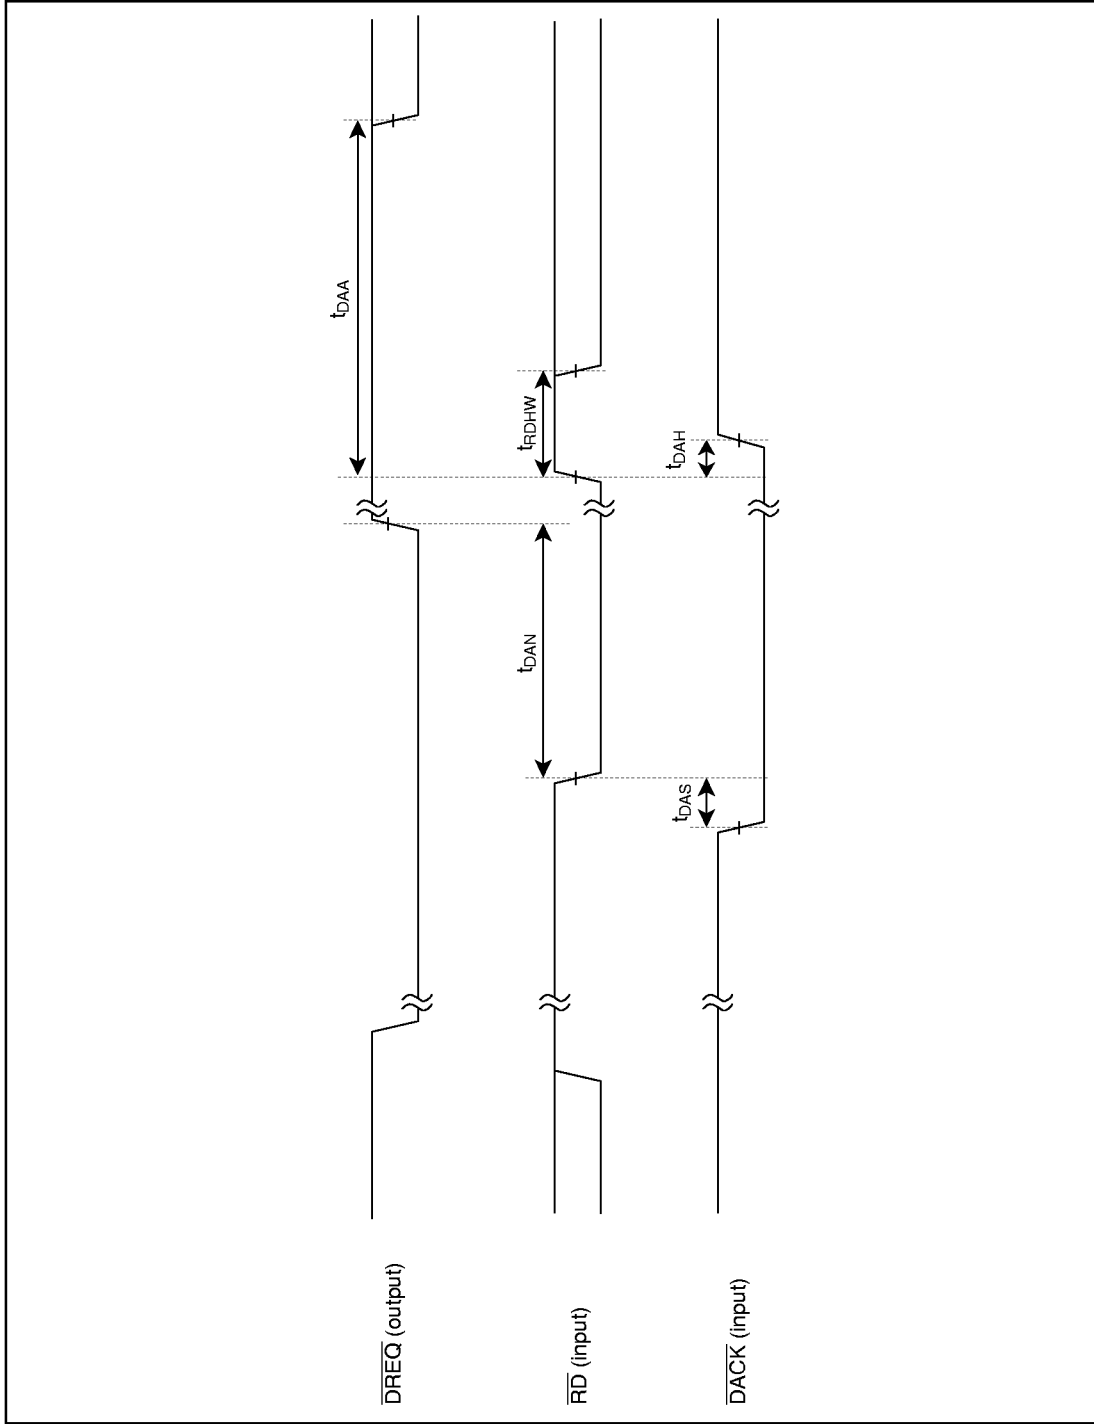 DREQ (output)
tDAA
RD (input)
tDAN
tRDHW
DACK (input)
tDAS
tDAH